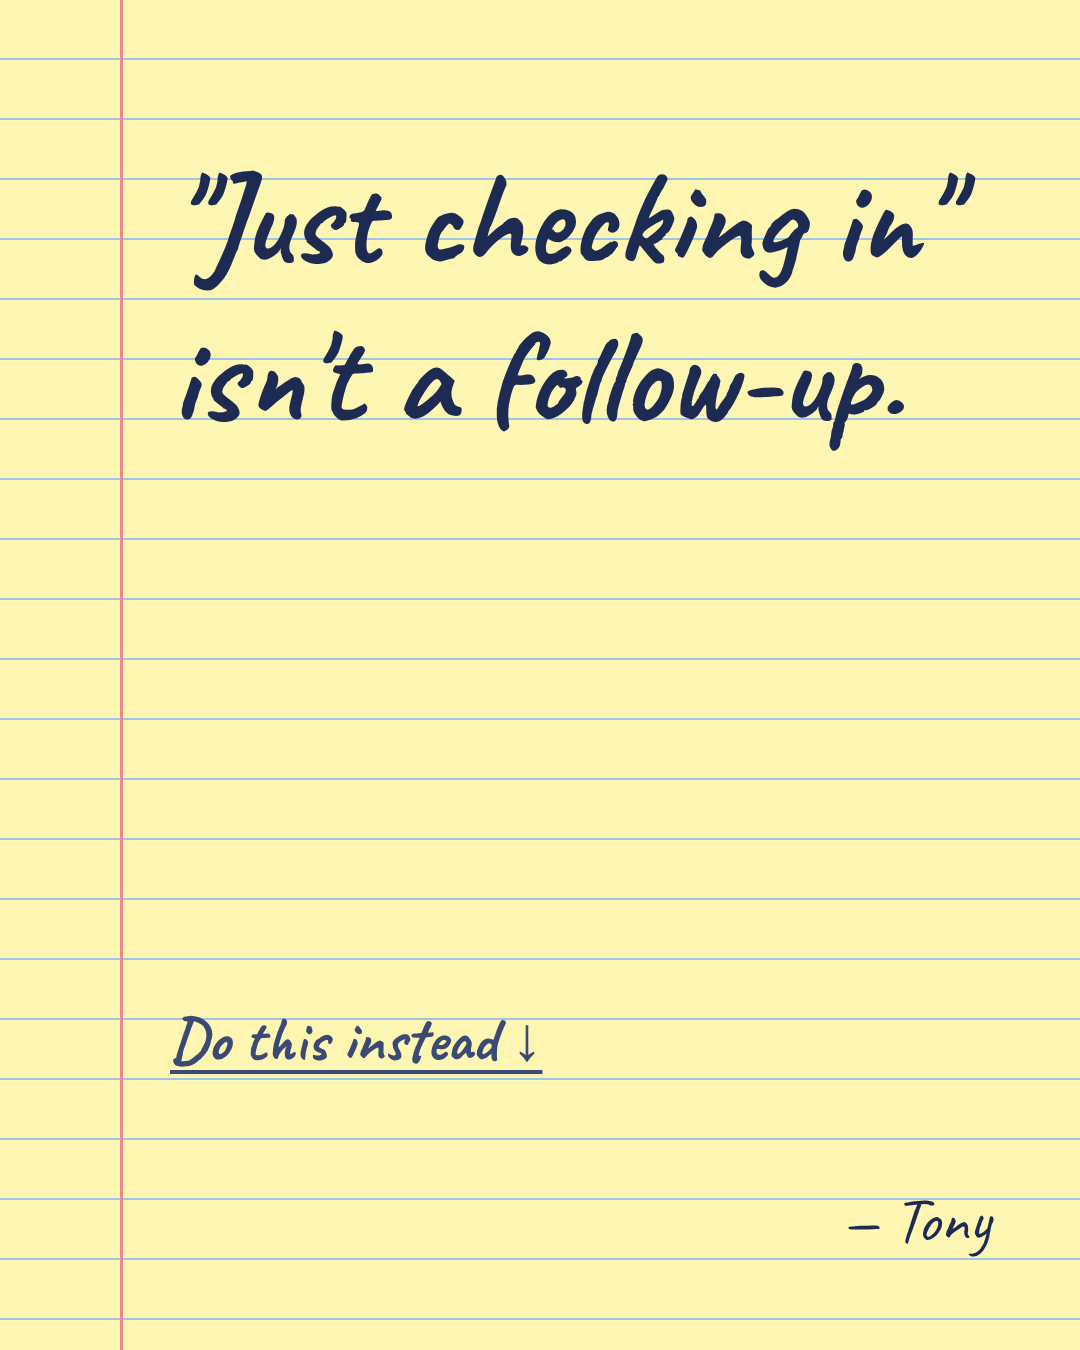 "Just checking in"
isn't a follow-up.
Do this instead ↓
– Tony